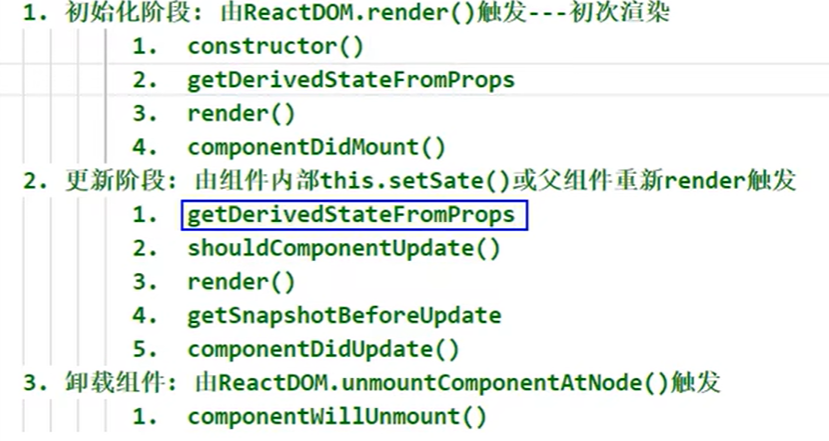 1. 初始化阶段: 由ReactDOM.render()触发---初次渲染
1. constructor()
2. getDerivedStateFromProps
3. render()
4. componentDidMount()
2. 更新阶段: 由组件内部this.setSate()或父组件重新render触发
1. getDerivedStateFromProps
2. shouldComponentUpdate()
3. render()
4. getSnapshotBeforeUpdate
5. componentDidUpdate()
3. 卸载组件: 由ReactDOM.unmountComponentAtNode()触发
1. componentWillUnmount()